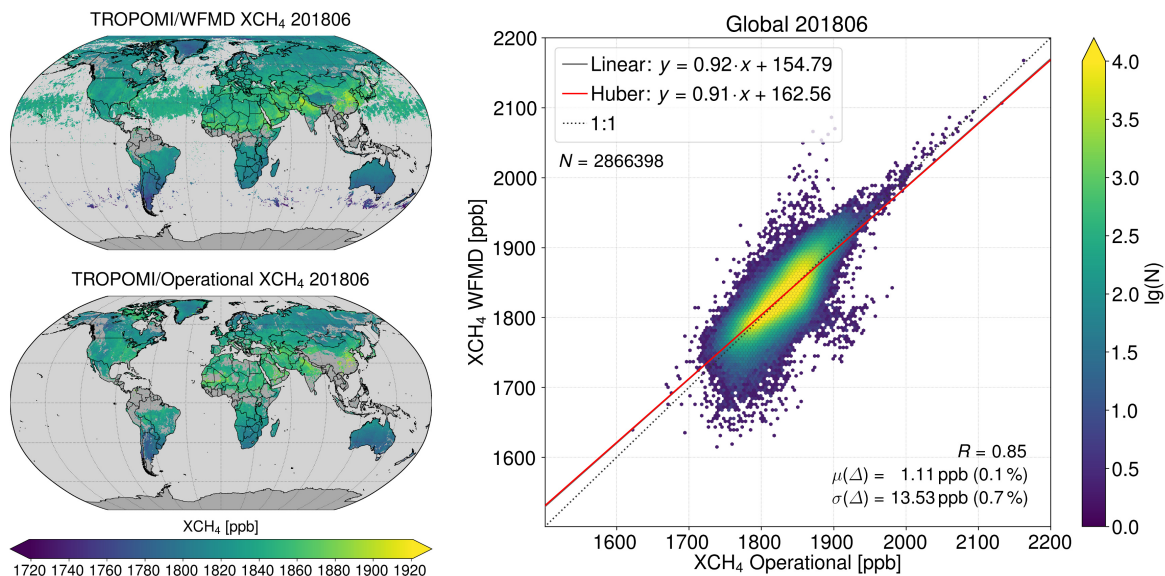 TROPOMI/WFMD XCH₄ 201806
TROPOMI/Operational XCH₄ 201806
XCH₄ [ppb]
1720 1740 1760 1780 1800 1820 1840 1860 1880 1900 1920
Global 201806
Linear: y = 0.92·x + 154.79
Huber: y = 0.91·x + 162.56
1:1
N = 2866398
2200
2100
2000
1900
1800
1700
1600
XCH₄ WFMD [ppb]
R = 0.85
μ(Δ) = 1.11 ppb (0.1 %)
σ(Δ) = 13.53 ppb (0.7 %)
1600 1700 1800 1900 2000 2100 2200
XCH₄ Operational [ppb]
4.0
3.5
3.0
2.5
2.0
1.5
1.0
0.5
0.0
lg(N)